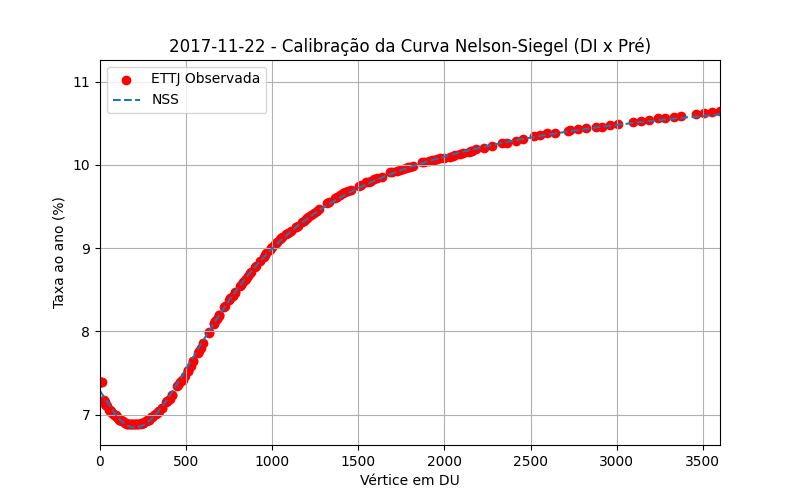 2017-11-22 - Calibração da Curva Nelson-Siegel (DI x Pré)
ETTJ Observada
NSS
Taxa ao ano (%)
11
10
9
8
7
0 500 1000 1500 2000 2500 3000 3500
Vértice em DU